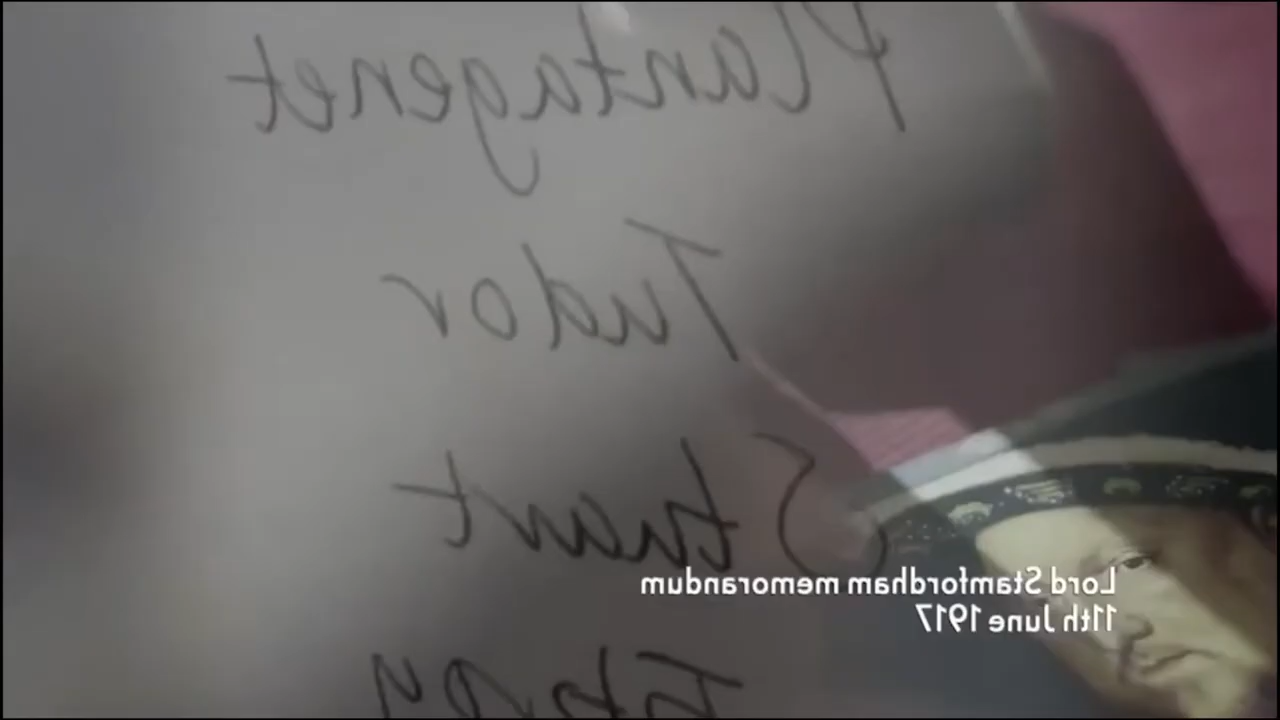 Plantagenet
Tudor
Stuart
Lord Stamfordham memorandum
11th June 1917